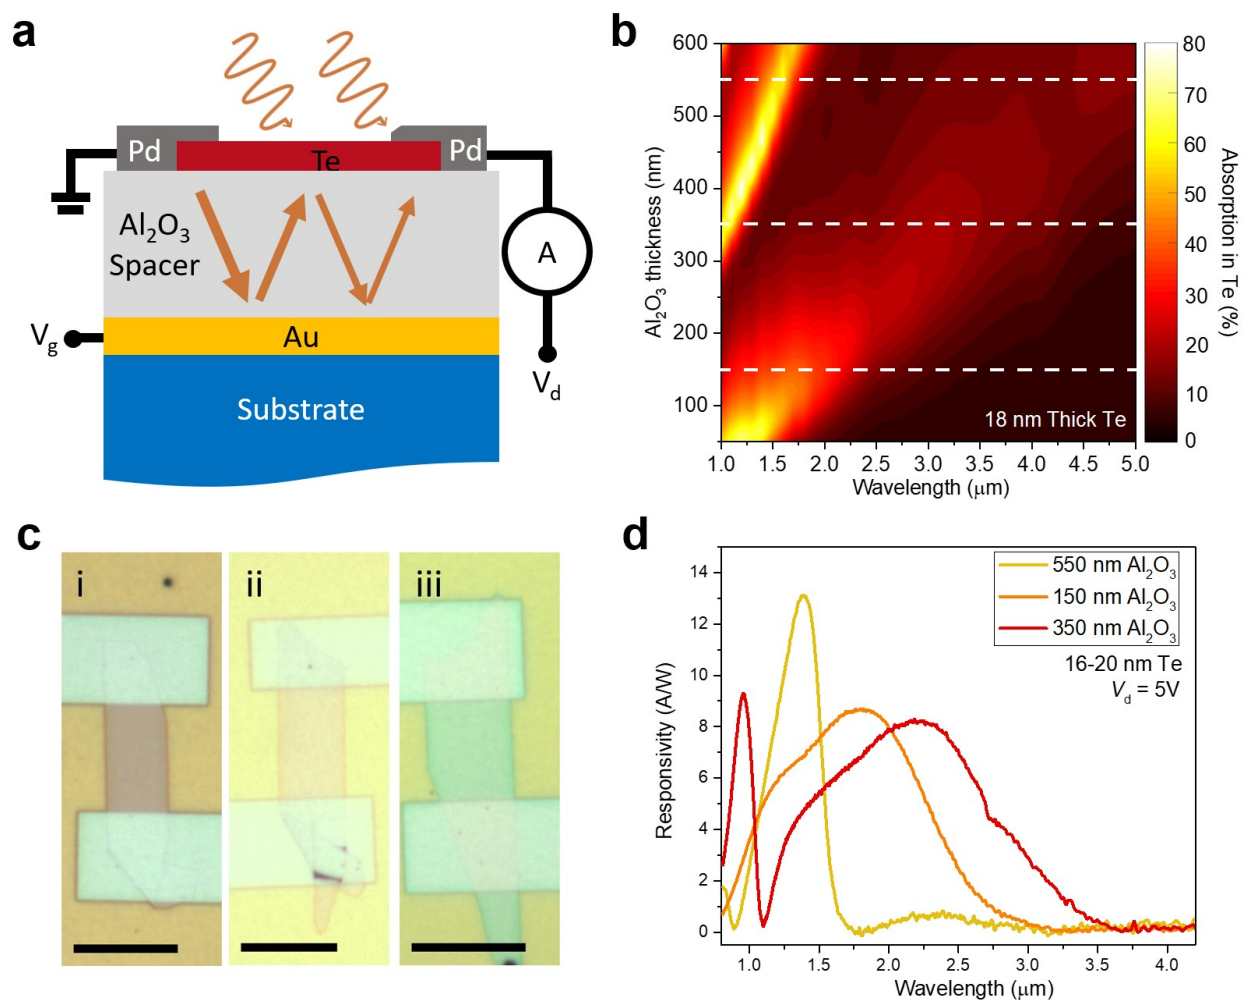 a
Pd
Te
Pd
Al₂O₃
Spacer
A
Vg
Au
Vd
Substrate
b
600
500
400
300
200
100
Al₂O₃ thickness (nm)
18 nm Thick Te
1.0 1.5 2.0 2.5 3.0 3.5 4.0 4.5 5.0
Wavelength (μm)
80
70
60
50
40
30
20
10
0
Absorption in Te (%)
c
i
ii
iii
d
14
12
10
8
6
4
2
0
Responsivity (A/W)
550 nm Al₂O₃
150 nm Al₂O₃
350 nm Al₂O₃
16-20 nm Te
Vd = 5V
1.0 1.5 2.0 2.5 3.0 3.5 4.0
Wavelength (μm)